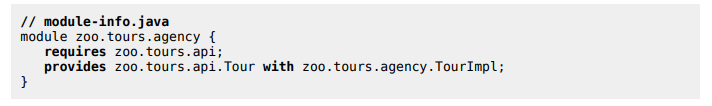 // module-info.java
module zoo.tours.agency {
   requires zoo.tours.api;
   provides zoo.tours.api.Tour with zoo.tours.agency.TourImpl;
}